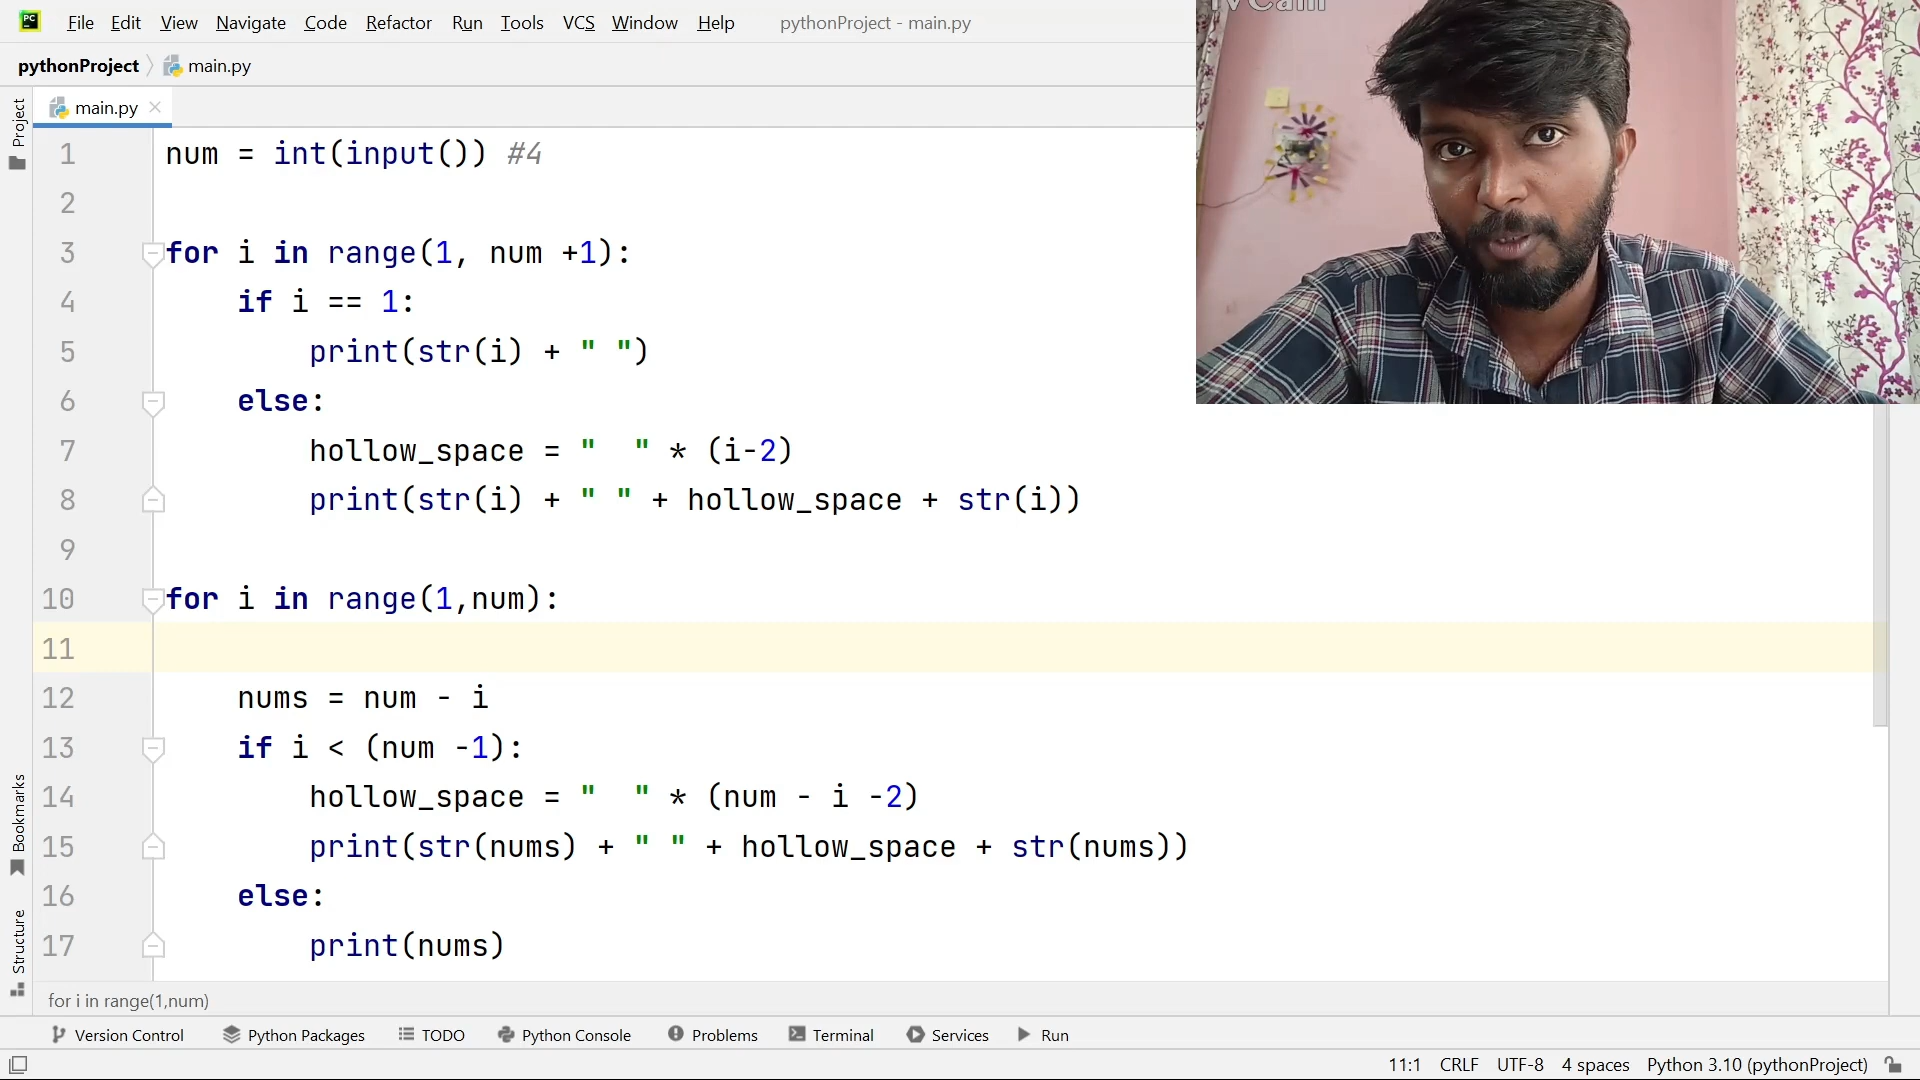 File Edit View Navigate Code Refactor Run Tools VCS Window Help pythonProject - main.py
pythonProject main.py
Project
main.py
1 num = int(input()) #4
2
3 for i in range(1, num +1):
4 if i == 1:
5 print(str(i) + " ")
6 else:
7 hollow_space = "  " * (i-2)
8 print(str(i) + " " + hollow_space + str(i))
9
10 for i in range(1,num):
11
12 nums = num - i
13 if i < (num -1):
14 hollow_space = "  " * (num - i -2)
15 print(str(nums) + " " + hollow_space + str(nums))
16 else:
17 print(nums)
Bookmarks
Structure
for i in range(1,num)
Version Control Python Packages TODO Python Console Problems Terminal Services Run
11:1 CRLF UTF-8 4 spaces Python 3.10 (pythonProject)